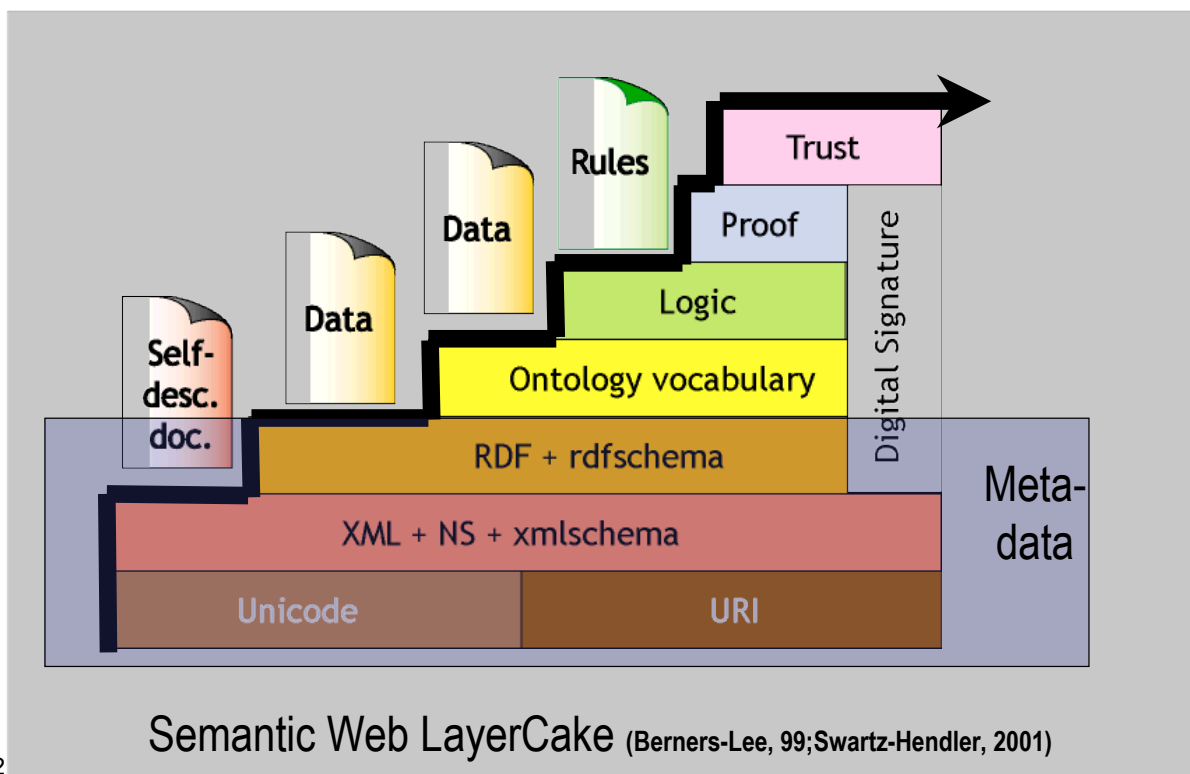 Rules
Trust
Data
Proof
Data
Logic
Self-
desc.
doc.
Ontology vocabulary
Digital Signature
RDF + rdfschema
Meta-
data
XML + NS + xmlschema
Unicode
URI
Semantic Web LayerCake (Berners-Lee, 99;Swartz-Hendler, 2001)
2